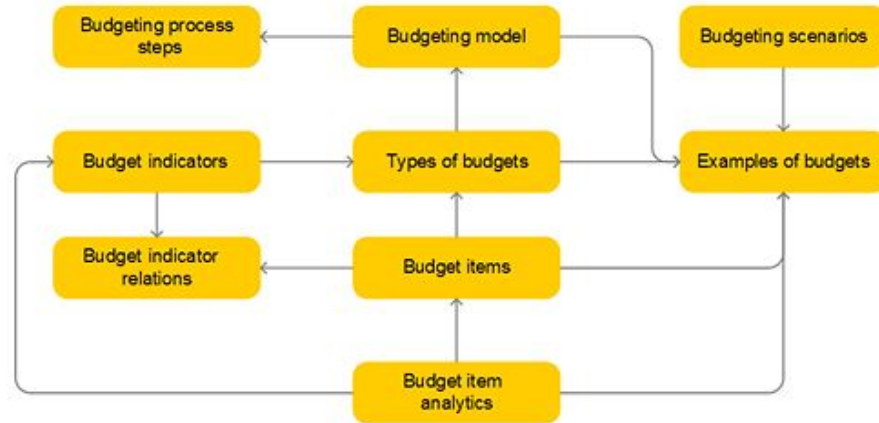 Budgeting process
steps
Budgeting model
Budgeting scenarios
Budget indicators
Types of budgets
Examples of budgets
Budget indicator
relations
Budget items
Budget item
analytics